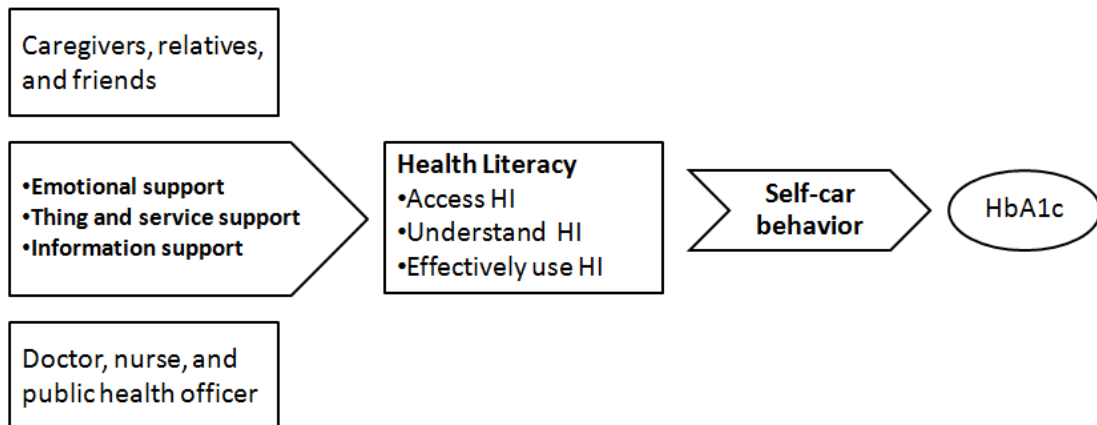 Caregivers, relatives,
and friends
•Emotional support
•Thing and service support
•Information support
Doctor, nurse, and
public health officer
Health Literacy
•Access HI
•Understand HI
•Effectively use HI
Self-car
behavior
HbA1c